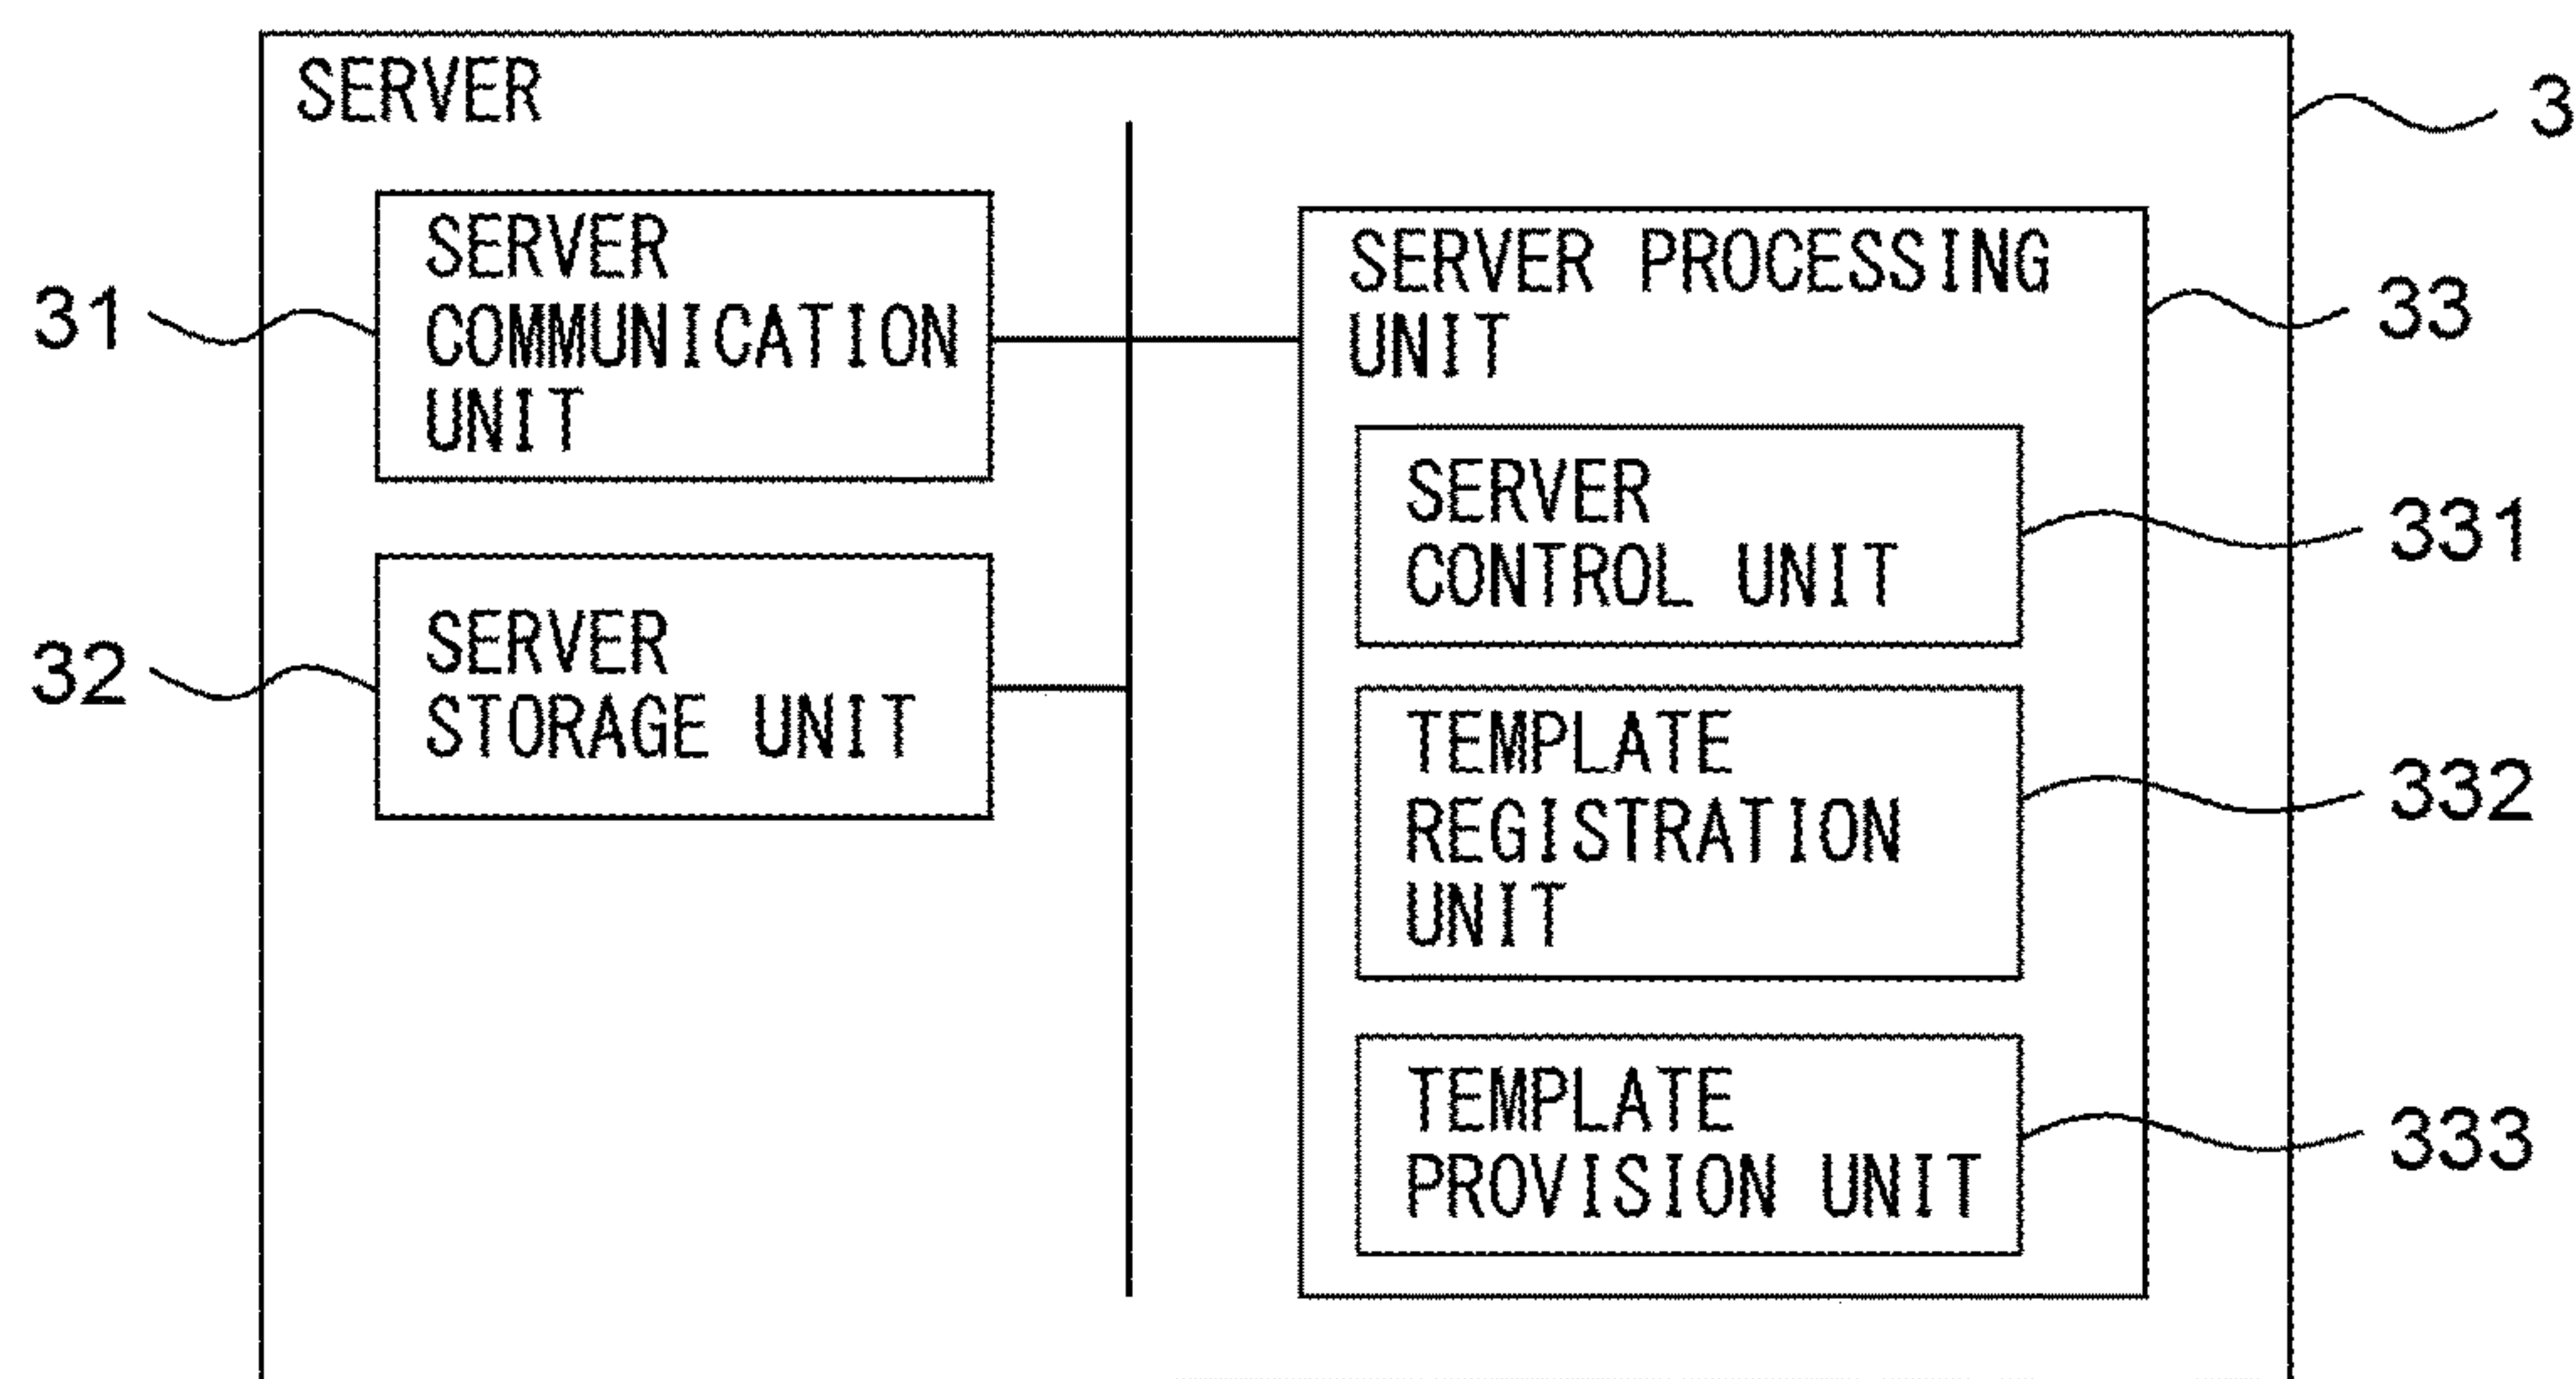 SERVER
3
31
SERVER
COMMUNICATION
UNIT
32
SERVER
STORAGE UNIT
SERVER PROCESSING
UNIT
33
SERVER
CONTROL UNIT
331
TEMPLATE
REGISTRATION
UNIT
332
TEMPLATE
PROVISION UNIT
333